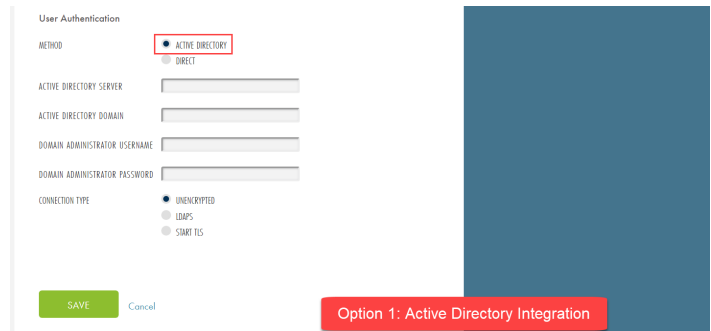 User Authentication
METHOD
ACTIVE DIRECTORY
DIRECT
ACTIVE DIRECTORY SERVER
ACTIVE DIRECTORY DOMAIN
DOMAIN ADMINISTRATOR USERNAME
DOMAIN ADMINISTRATOR PASSWORD
CONNECTION TYPE
UNENCRYPTED
LDAPS
START TLS
SAVE
Cancel
Option 1: Active Directory Integration